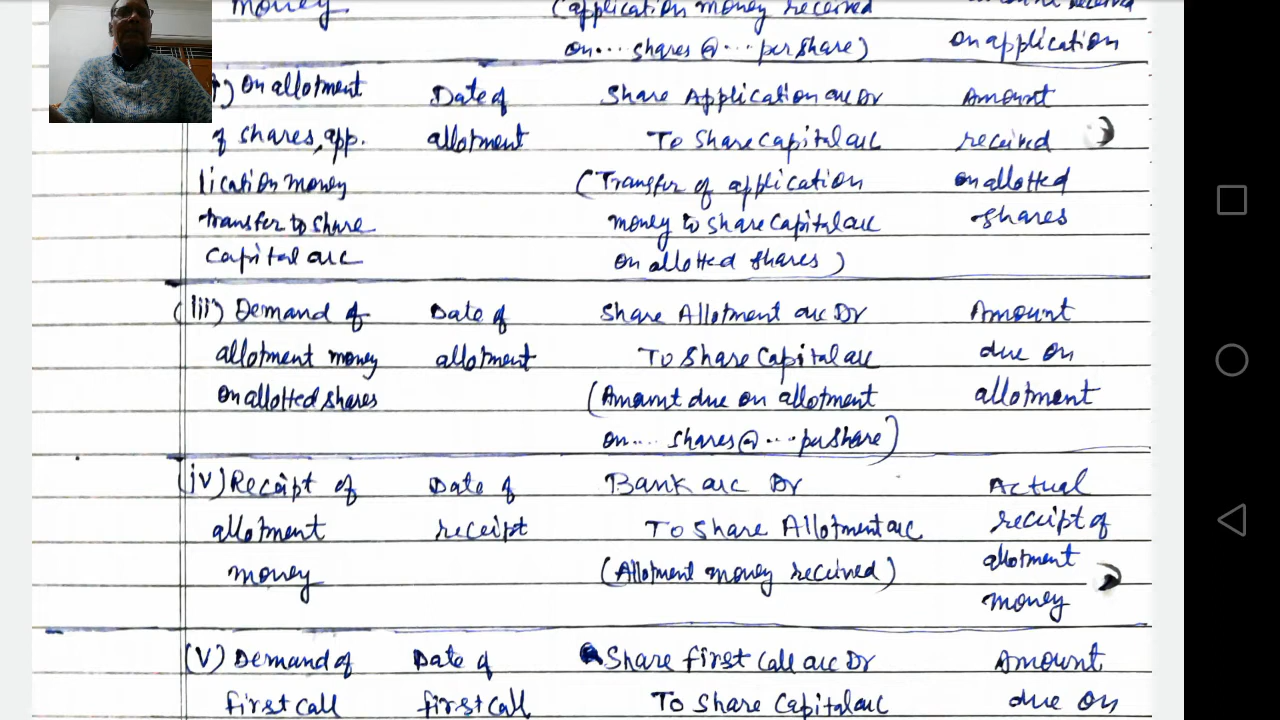 money (application money received
on... shares @ ... per share) on application
) on allotment Date of Share Application a/c Dr Amount
of shares, app. allotment To Share Capital a/c received
lication money (Transfer of application on allotted
transfer to share money to share capital a/c shares
capital a/c on allotted shares)
(iii) Demand of Date of Share Allotment a/c Dr Amount
allotment money allotment To Share Capital a/c due on
on allotted shares (Amount due on allotment allotment
on... shares @ ... per share)
(iv) Receipt of Date of Bank a/c Dr Actual
allotment receipt To Share Allotment a/c receipt of
money (Allotment money received) allotment
money
(v) Demand of Date of Share first call a/c Dr Amount
first call first call To Share Capital a/c due on